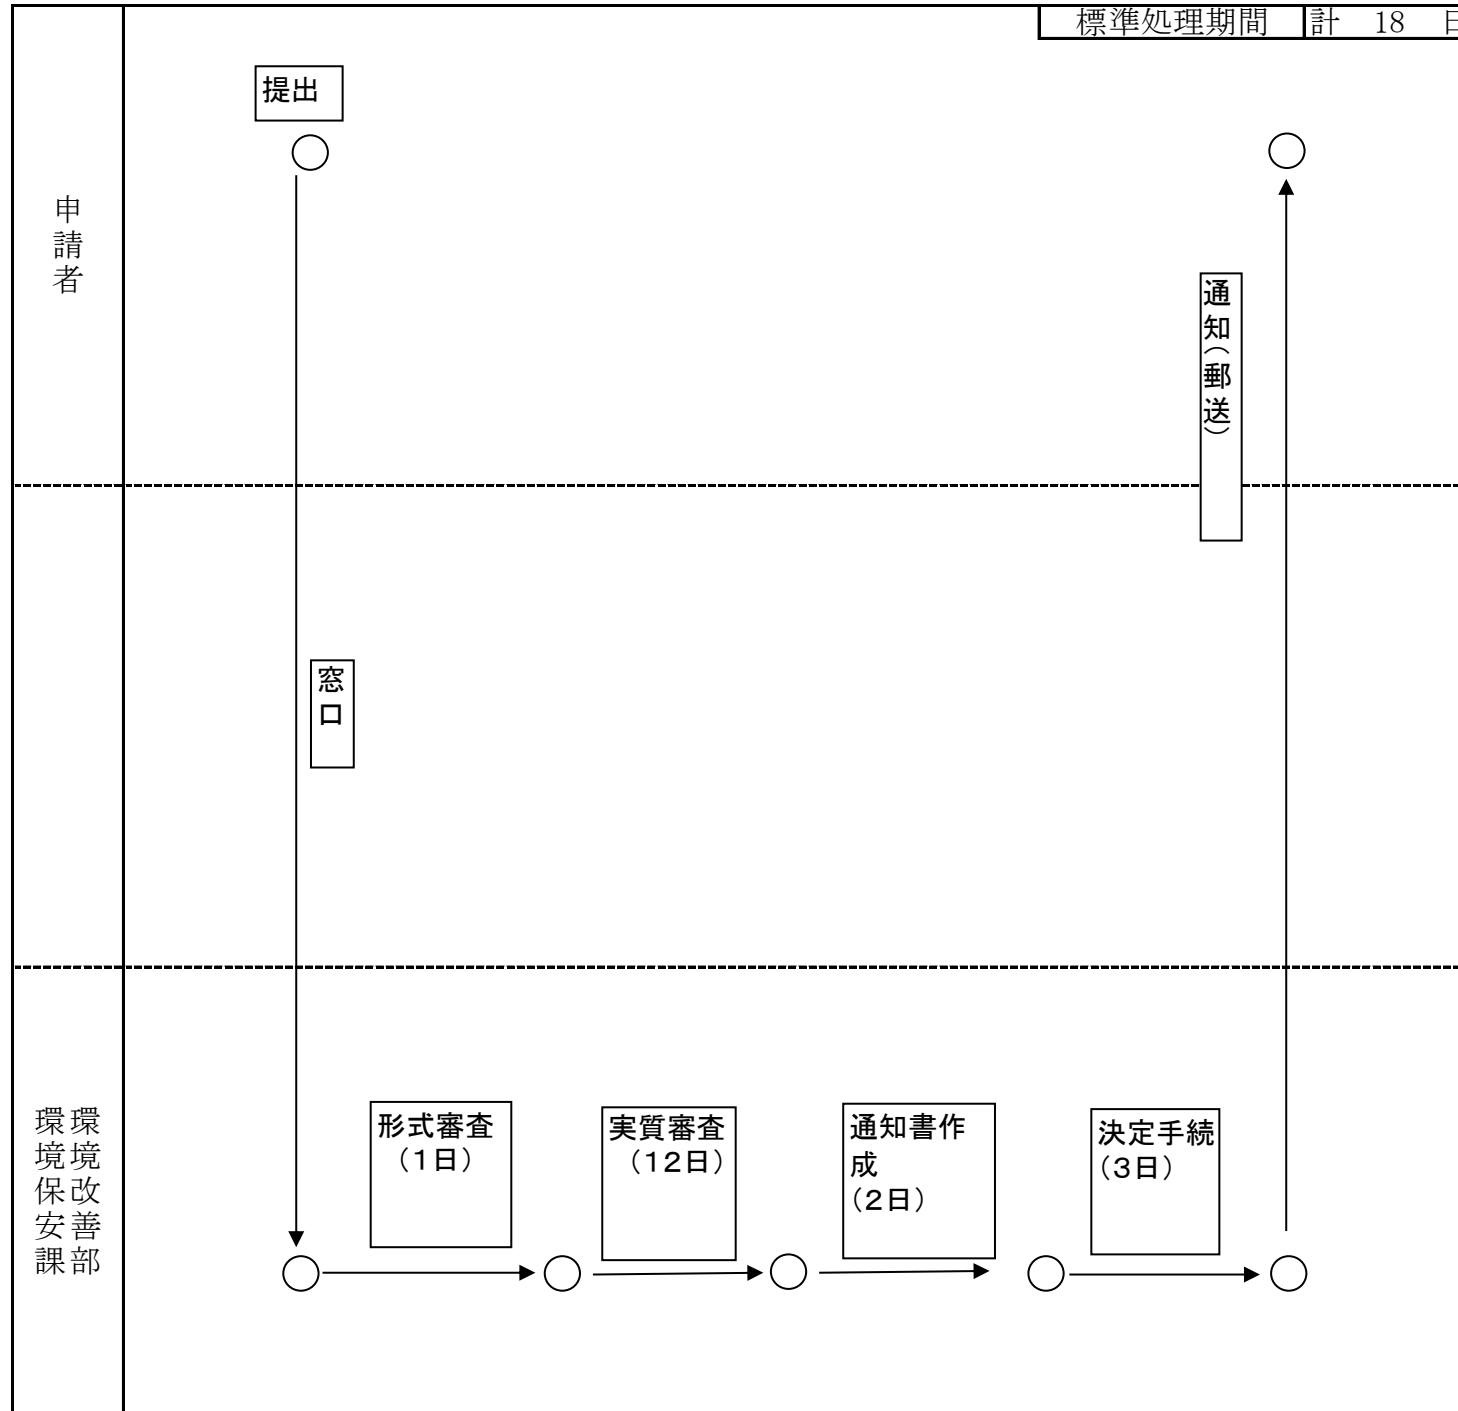 標準処理期間 計 18 日
提出
申請者
通知（郵送）
窓口
環境改善部
環境保安課
形式審査
（1日）
実質審査
（12日）
通知書作
成
（2日）
決定手続
（3日）